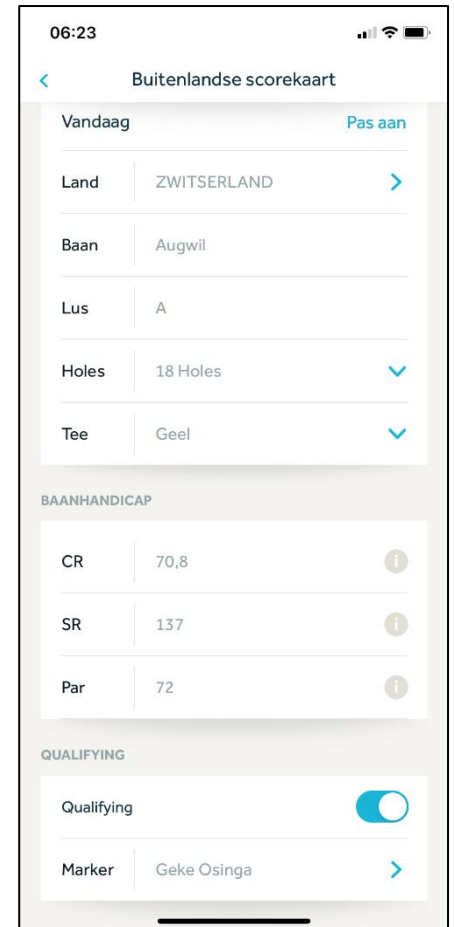 06:23
Buitenlandse scorekaart
Vandaag Pas aan
Land ZWITSERLAND
Baan Augwil
Lus A
Holes 18 Holes
Tee Geel
BAANHANDICAP
CR 70,8
SR 137
Par 72
QUALIFYING
Qualifying
Marker Geke Osinga